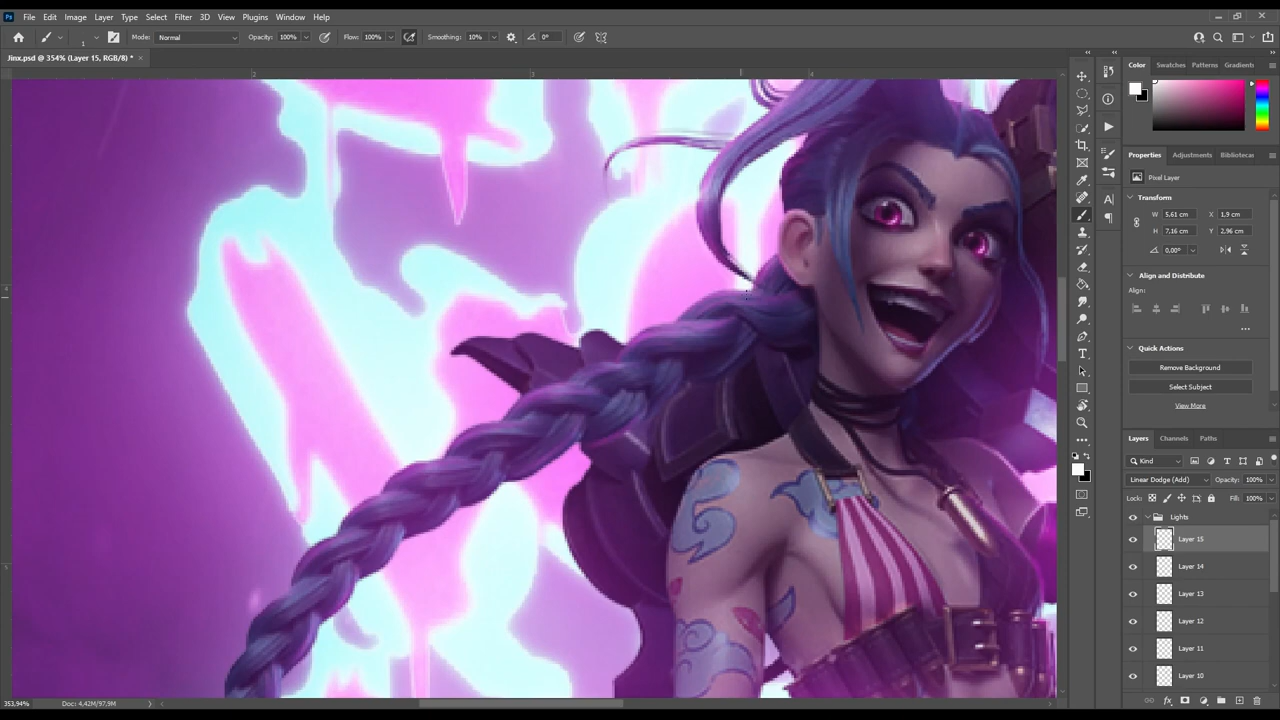 Ps File Edit Image Layer Type Select Filter 3D View Plugins Window Help
Mode: Normal Opacity: 100% Flow: 100% Smoothing: 10% 0°
Jinx.psd @ 354% (Layer 15, RGB/8) * ×
2 3 4
Color Swatches Patterns Gradients
Properties Adjustments Bibliotecas
Pixel Layer
Transform
W 5,61 cm X 1,9 cm
H 7,16 cm Y 2,96 cm
0,00°
Align and Distribute
Align:
Quick Actions
Remove Background
Select Subject
View More
Layers Channels Paths
Kind
Linear Dodge (Add) Opacity: 100%
Lock: Fill: 100%
Lights
Layer 15
Layer 14
Layer 13
Layer 12
Layer 11
Layer 10
353,94% Doc: 4,42M/97,9M